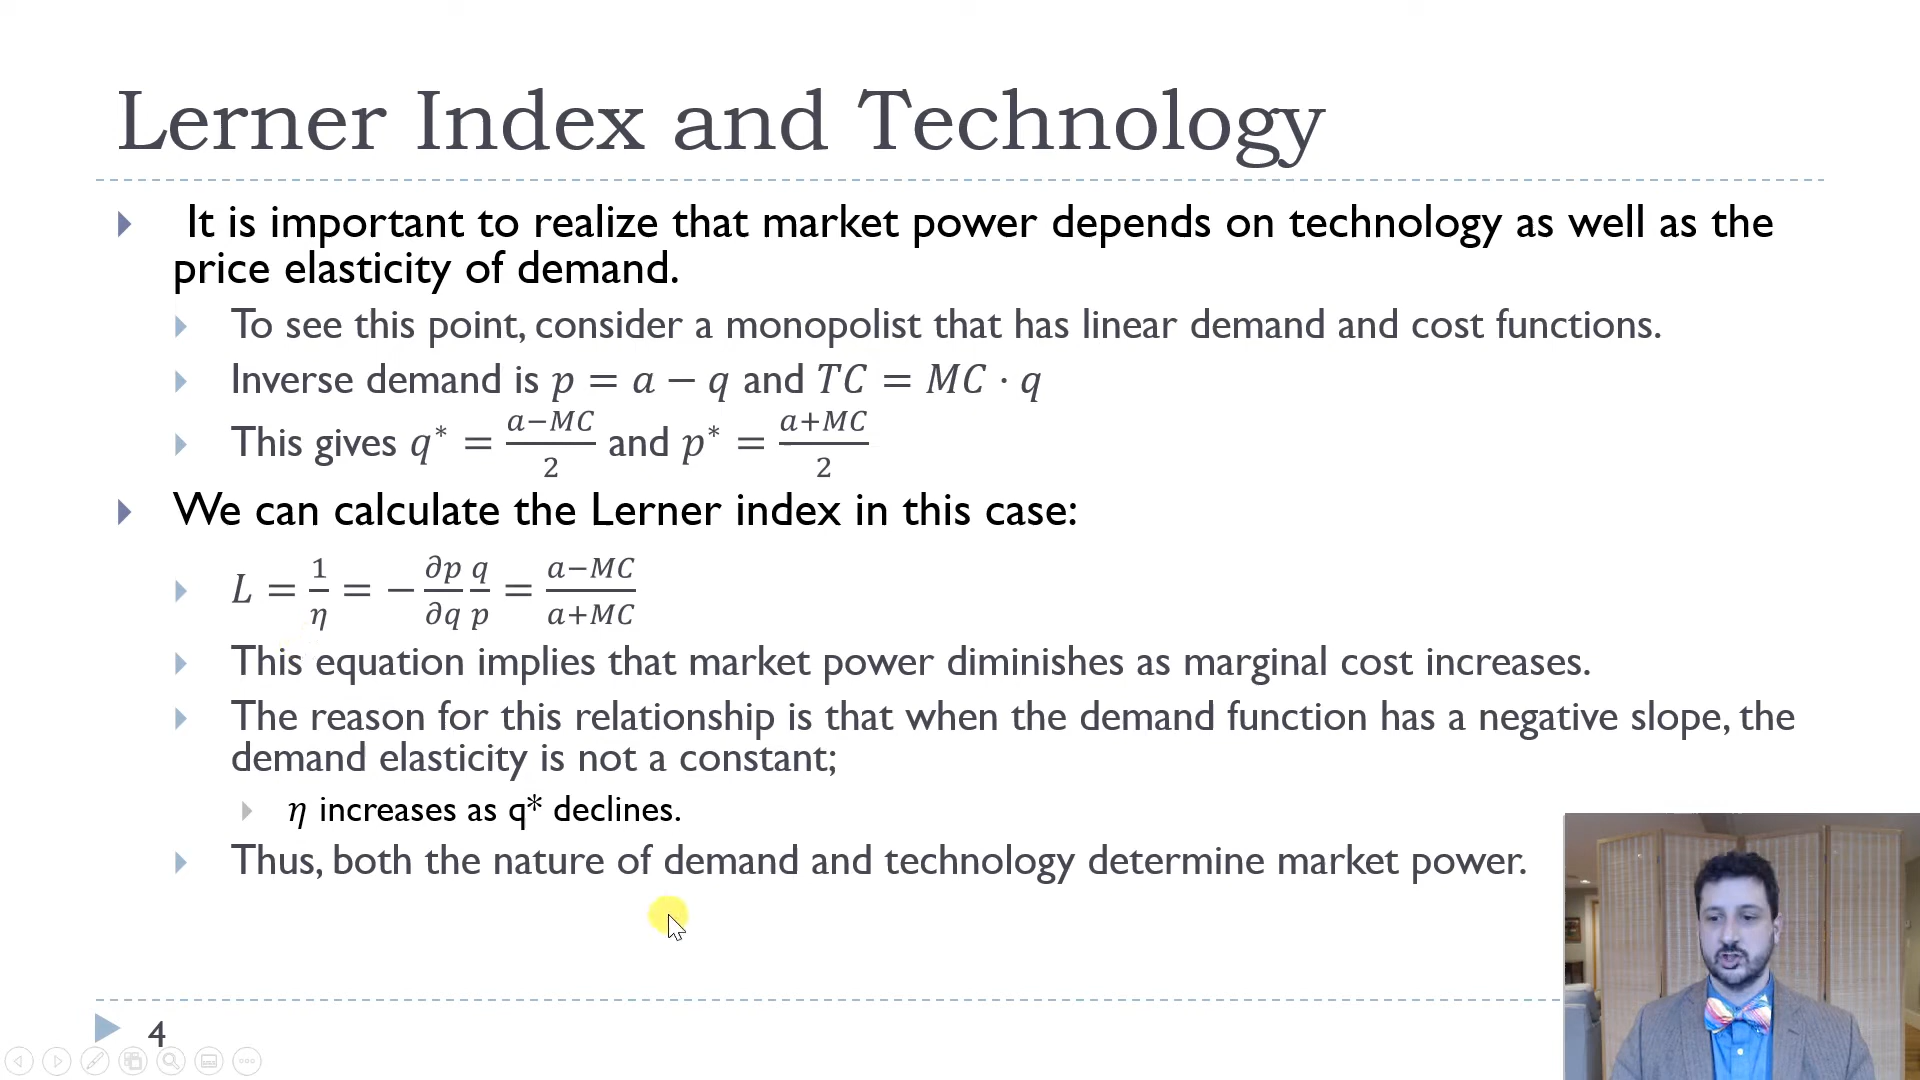 Lerner Index and Technology
It is important to realize that market power depends on technology as well as the
price elasticity of demand.
To see this point, consider a monopolist that has linear demand and cost functions.
Inverse demand is p = a − q and TC = MC · q
This gives q* = (a−MC)/2 and p* = (a+MC)/2
We can calculate the Lerner index in this case:
L = 1/η = − ∂p/∂q q/p = (a−MC)/(a+MC)
This equation implies that market power diminishes as marginal cost increases.
The reason for this relationship is that when the demand function has a negative slope, the
demand elasticity is not a constant;
η increases as q* declines.
Thus, both the nature of demand and technology determine market power.
4